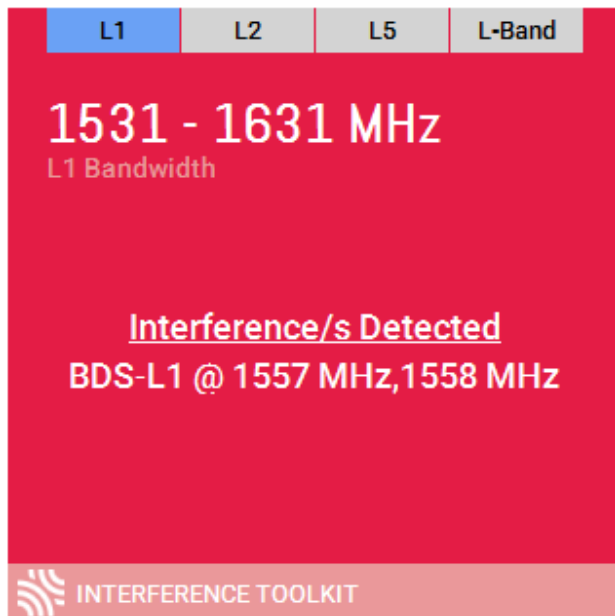 L1 L2 L5 L-Band
1531 - 1631 MHz
L1 Bandwidth
Interference/s Detected
BDS-L1 @ 1557 MHz,1558 MHz
INTERFERENCE TOOLKIT